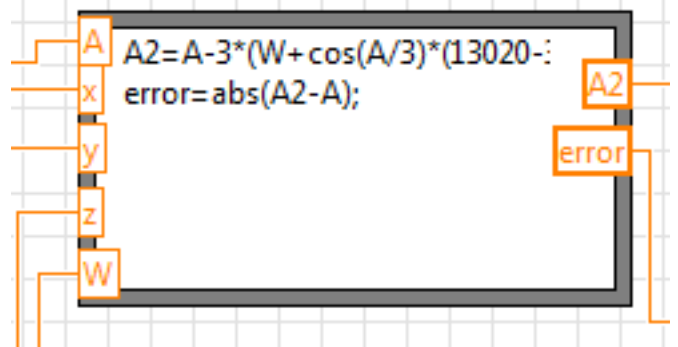 A
A2=A-3*(W+cos(A/3)*(13020-
x
error=abs(A2-A);
A2
y
error
z
W